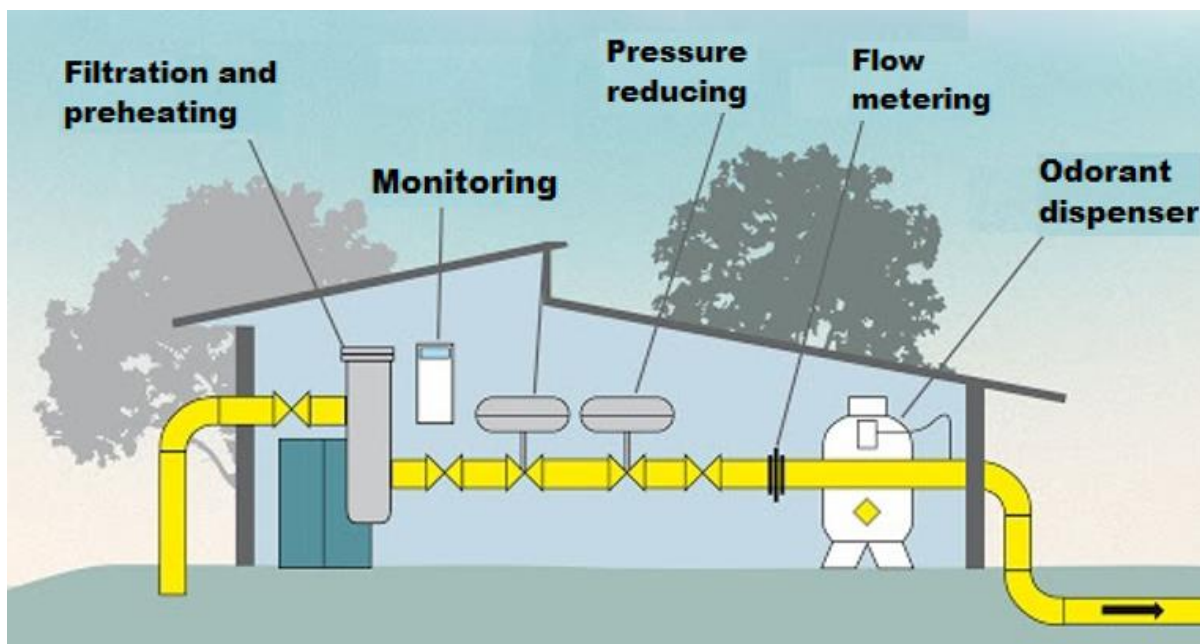 Filtration and
preheating
Monitoring
Pressure
reducing
Flow
metering
Odorant
dispenser